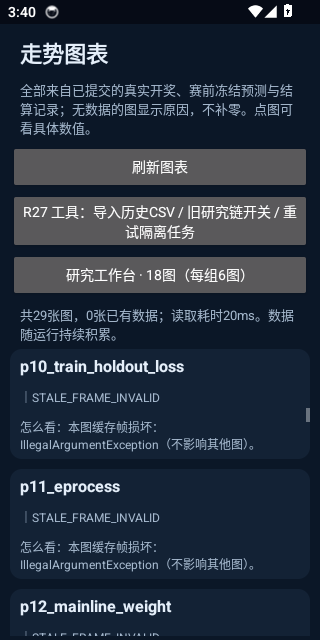 3:40
走势图表
全部来自已提交的真实开奖、赛前冻结预测与结
算记录；无数据的图显示原因，不补零。点图可
看具体数值。
刷新图表
R27 工具：导入历史CSV / 旧研究链开关 / 重
试隔离任务
研究工作台 · 18图（每组6图）
共29张图，0张已有数据；读取耗时20ms。数据
随运行持续积累。
p10_train_holdout_loss
｜STALE_FRAME_INVALID
怎么看：本图缓存帧损坏：
IllegalArgumentException（不影响其他图）。
p11_eprocess
｜STALE_FRAME_INVALID
怎么看：本图缓存帧损坏：
IllegalArgumentException（不影响其他图）。
p12_mainline_weight
｜STALE_FRAME_INVALID